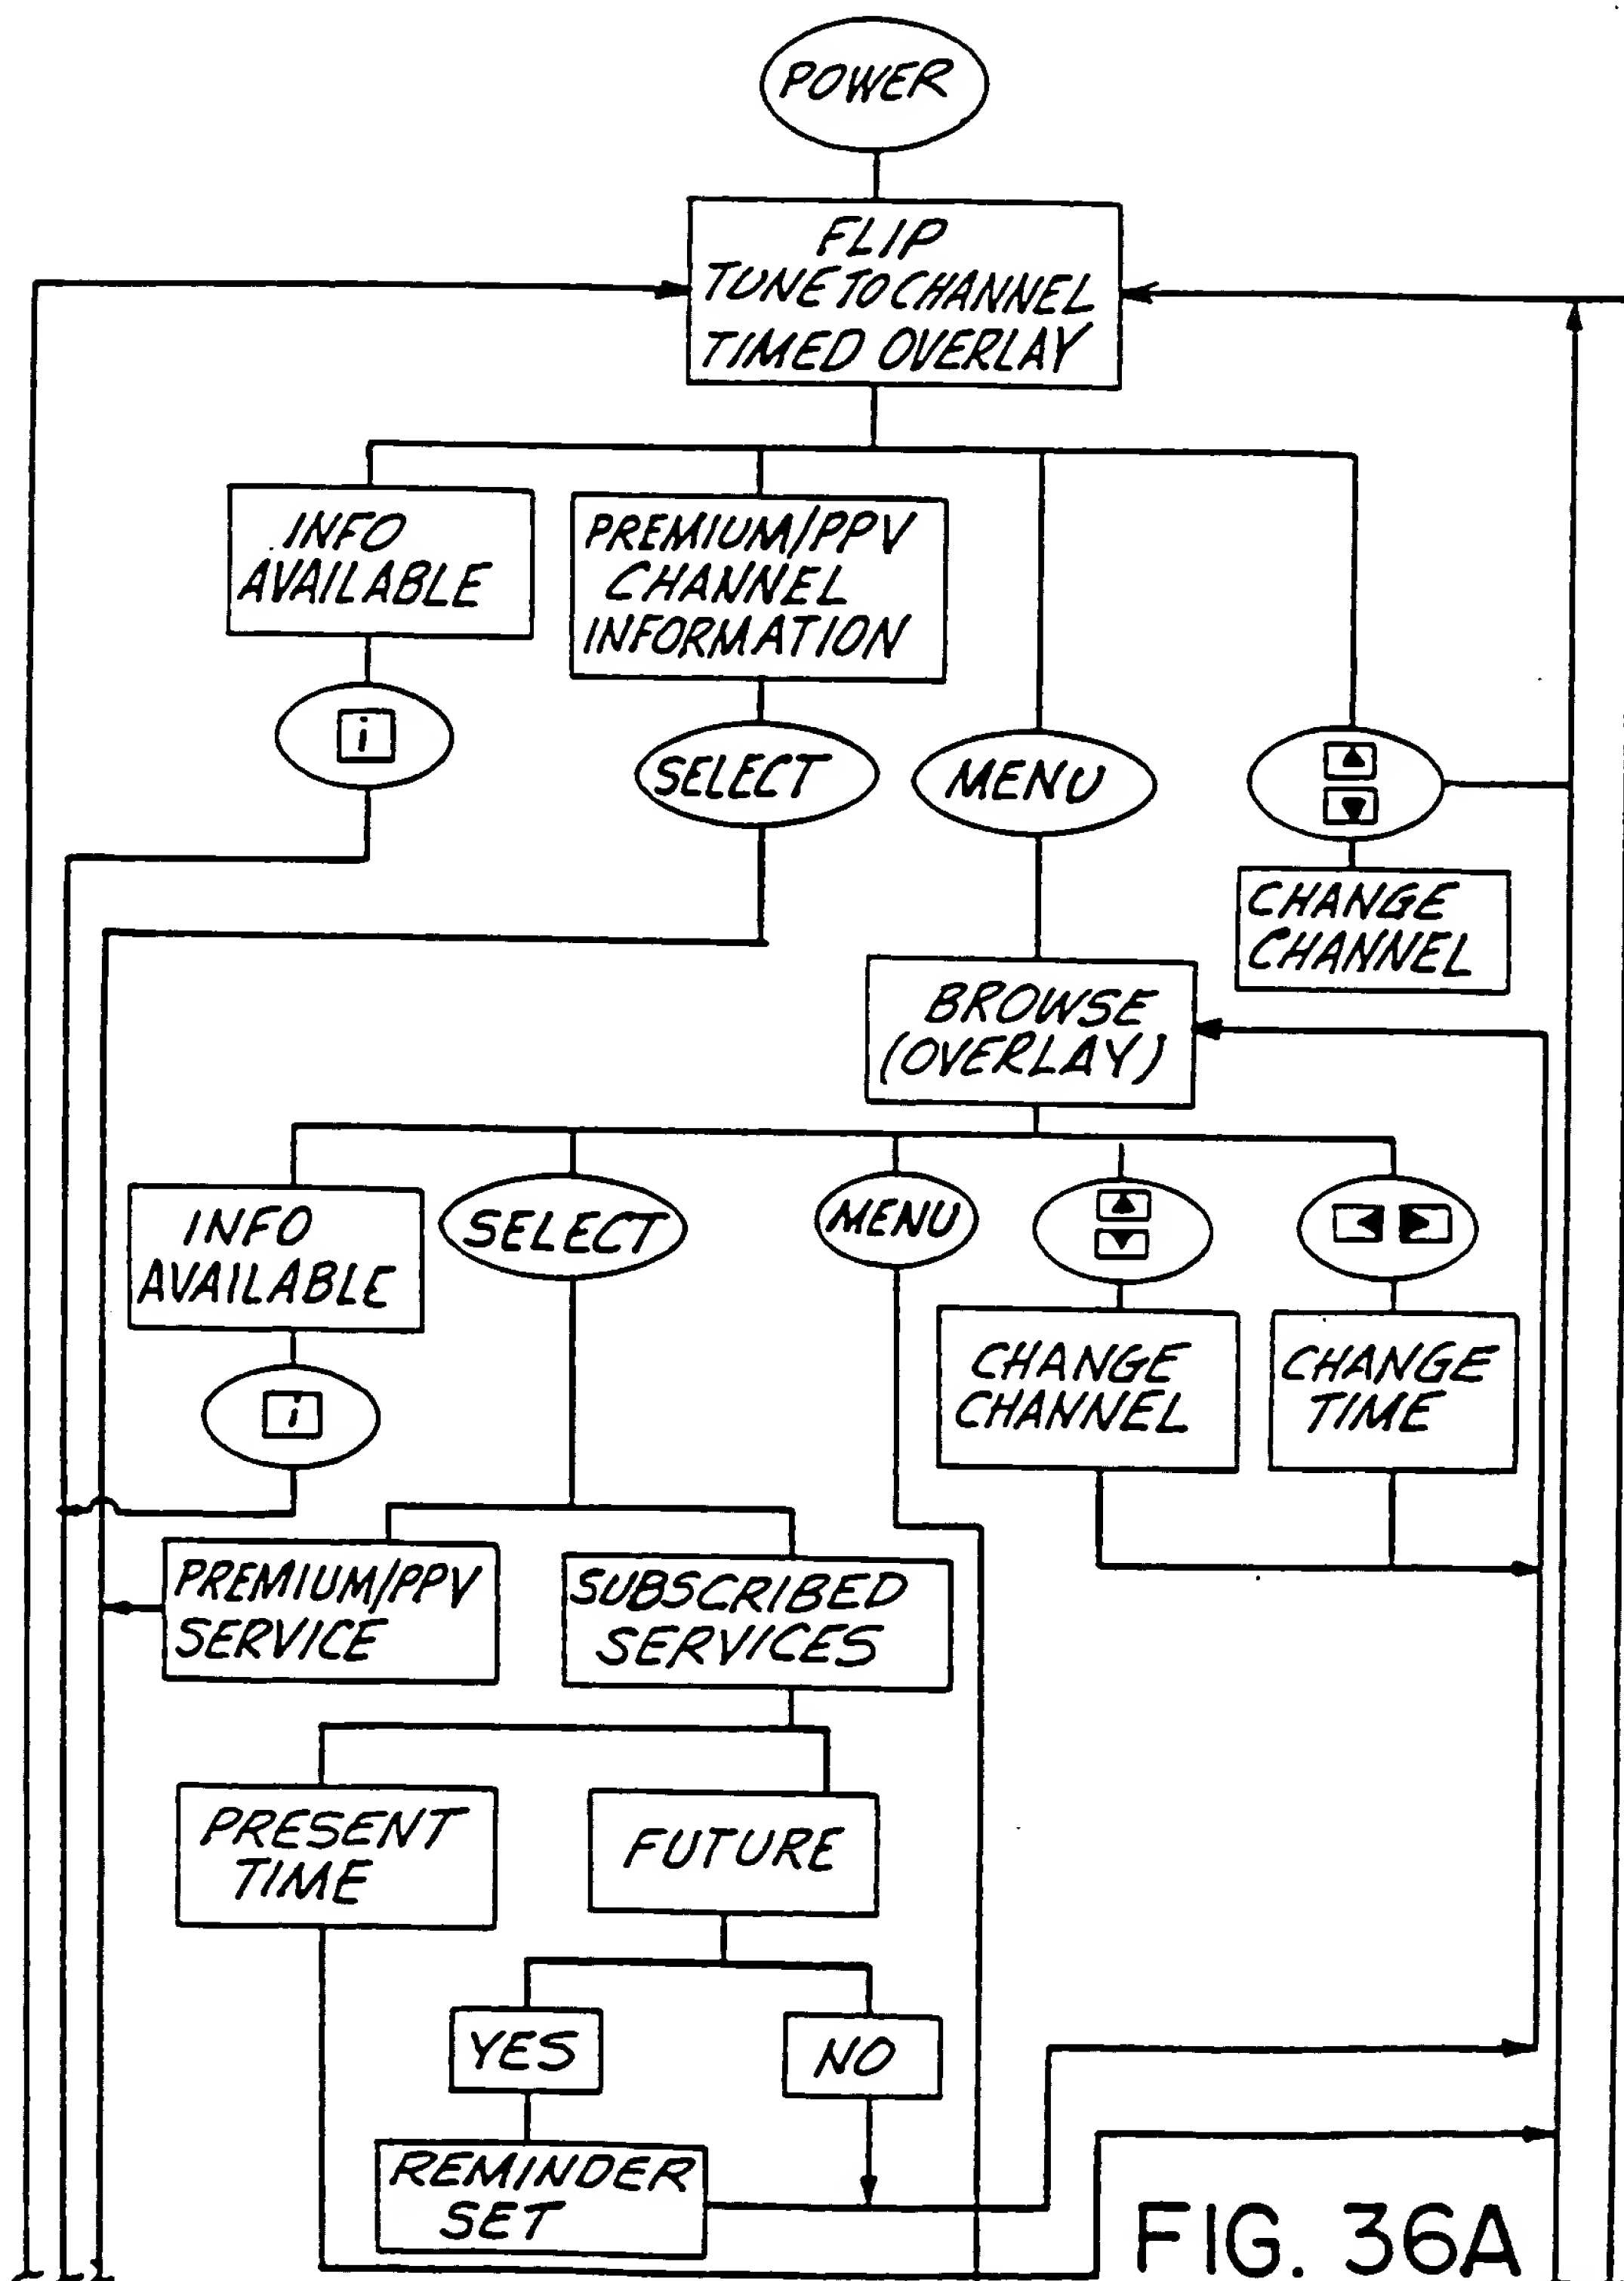 POWER
FLIP
TUNE TO CHANNEL
TIMED OVERLAY
INFO
AVAILABLE
PREMIUM/PPV
CHANNEL
INFORMATION
i
SELECT
MENU
CHANGE
CHANNEL
BROWSE
(OVERLAY)
INFO
AVAILABLE
SELECT
MENU
i
CHANGE
CHANNEL
CHANGE
TIME
PREMIUM/PPV
SERVICE
SUBSCRIBED
SERVICES
PRESENT
TIME
FUTURE
YES
NO
REMINDER
SET
FIG. 36A